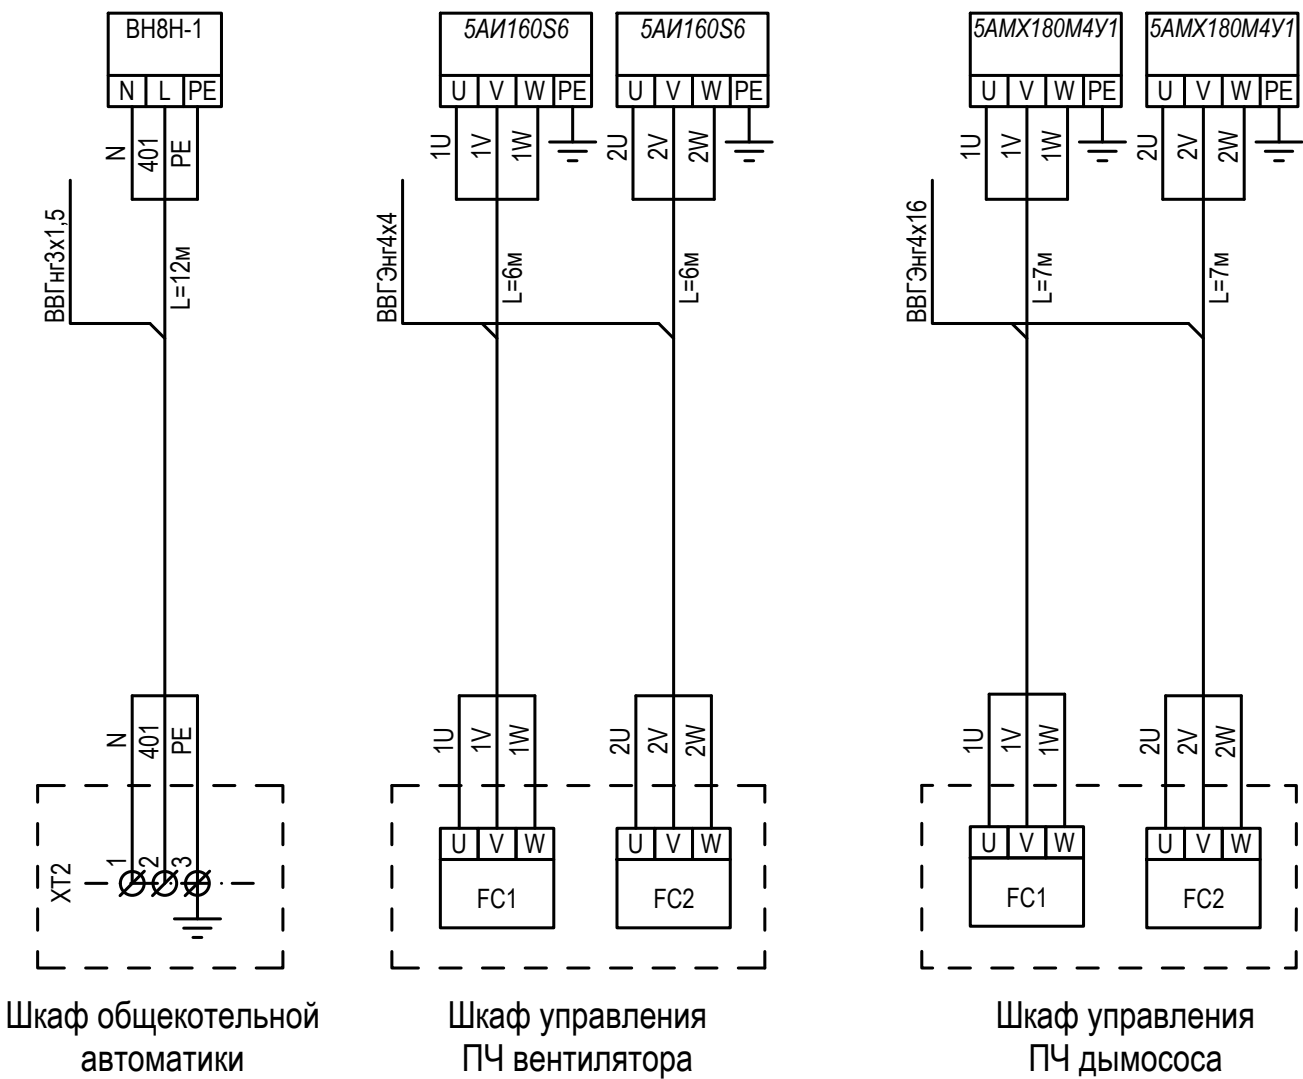 ВН8Н-1
N L PE
N 401 PE
ВВГнг3х1,5
L=12м
N 401 PE
XT2
1 2 3
Шкаф общекотельной
автоматики
5АИ160S6
U V W PE
1U 1V 1W
5АИ160S6
U V W PE
2U 2V 2W
ВВГЭнг4х4
L=6м
L=6м
1U 1V 1W
2U 2V 2W
U V W
FC1
U V W
FC2
Шкаф управления
ПЧ вентилятора
5АМХ180М4У1
U V W PE
1U 1V 1W
5АМХ180М4У1
U V W PE
2U 2V 2W
ВВГЭнг4х16
L=7м
L=7м
1U 1V 1W
2U 2V 2W
U V W
FC1
U V W
FC2
Шкаф управления
ПЧ дымососа